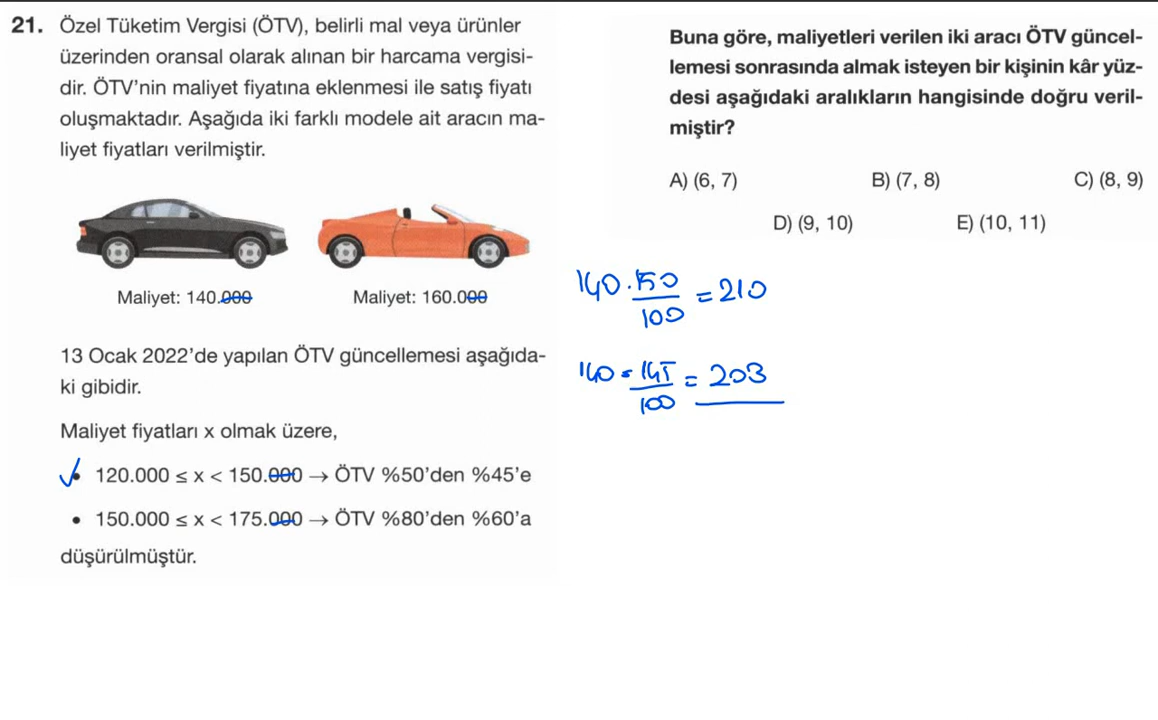 21. Özel Tüketim Vergisi (ÖTV), belirli mal veya ürünler
üzerinden oransal olarak alınan bir harcama vergisi-
dir. ÖTV'nin maliyet fiyatına eklenmesi ile satış fiyatı
oluşmaktadır. Aşağıda iki farklı modele ait aracın ma-
liyet fiyatları verilmiştir.
Maliyet: 140.000 Maliyet: 160.000
13 Ocak 2022'de yapılan ÖTV güncellemesi aşağıda-
ki gibidir.
Maliyet fiyatları x olmak üzere,
• 120.000 ≤ x < 150.000 → ÖTV %50'den %45'e
• 150.000 ≤ x < 175.000 → ÖTV %80'den %60'a
düşürülmüştür.
Buna göre, maliyetleri verilen iki aracı ÖTV güncel-
lemesi sonrasında almak isteyen bir kişinin kâr yüz-
desi aşağıdaki aralıkların hangisinde doğru veril-
miştir?
A) (6, 7) B) (7, 8) C) (8, 9)
D) (9, 10) E) (10, 11)
140 . 150/100 = 210
140 . 145/100 = 203